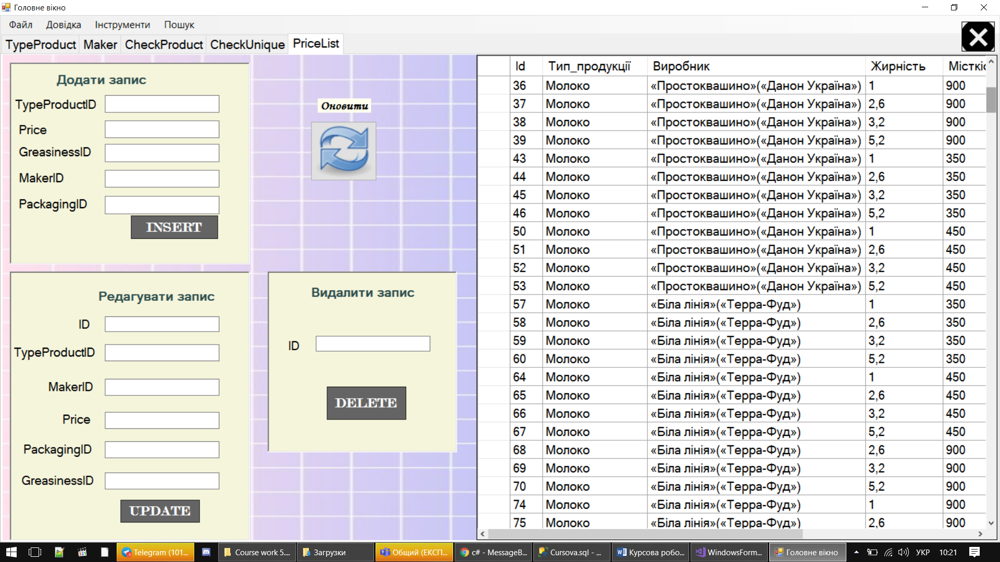 Головне вікно
Файл Довідка Інструменти Пошук
TypeProduct Maker CheckProduct CheckUnique PriceList
Додати запис
TypeProductID
Price
GreasinessID
MakerID
PackagingID
INSERT
Оновити
Редагувати запис
ID
TypeProductID
MakerID
Price
PackagingID
GreasinessID
UPDATE
Видалити запис
ID
DELETE
Id Тип_продукції Виробник Жирність Місткіс
36 Молоко «Простоквашино»(«Данон Україна») 1 900
37 Молоко «Простоквашино»(«Данон Україна») 2,6 900
38 Молоко «Простоквашино»(«Данон Україна») 3,2 900
39 Молоко «Простоквашино»(«Данон Україна») 5,2 900
43 Молоко «Простоквашино»(«Данон Україна») 1 350
44 Молоко «Простоквашино»(«Данон Україна») 2,6 350
45 Молоко «Простоквашино»(«Данон Україна») 3,2 350
46 Молоко «Простоквашино»(«Данон Україна») 5,2 350
50 Молоко «Простоквашино»(«Данон Україна») 1 450
51 Молоко «Простоквашино»(«Данон Україна») 2,6 450
52 Молоко «Простоквашино»(«Данон Україна») 3,2 450
53 Молоко «Простоквашино»(«Данон Україна») 5,2 450
57 Молоко «Біла лінія»(«Терра-Фуд») 1 350
58 Молоко «Біла лінія»(«Терра-Фуд») 2,6 350
59 Молоко «Біла лінія»(«Терра-Фуд») 3,2 350
60 Молоко «Біла лінія»(«Терра-Фуд») 5,2 350
64 Молоко «Біла лінія»(«Терра-Фуд») 1 450
65 Молоко «Біла лінія»(«Терра-Фуд») 2,6 450
66 Молоко «Біла лінія»(«Терра-Фуд») 3,2 450
67 Молоко «Біла лінія»(«Терра-Фуд») 5,2 450
68 Молоко «Біла лінія»(«Терра-Фуд») 2,6 900
69 Молоко «Біла лінія»(«Терра-Фуд») 3,2 900
70 Молоко «Біла лінія»(«Терра-Фуд») 5,2 900
74 Молоко «Біла лінія»(«Терра-Фуд») 1 900
75 Молоко «Біла лінія»(«Терра-Фуд») 2,6 900
Telegram (101... Course work 5.... Загрузки Общий (ЕКСП... c# - MessageB... Cursova.sql - ... Курсова робо... WindowsForm... Головне вікно УКР 10:21